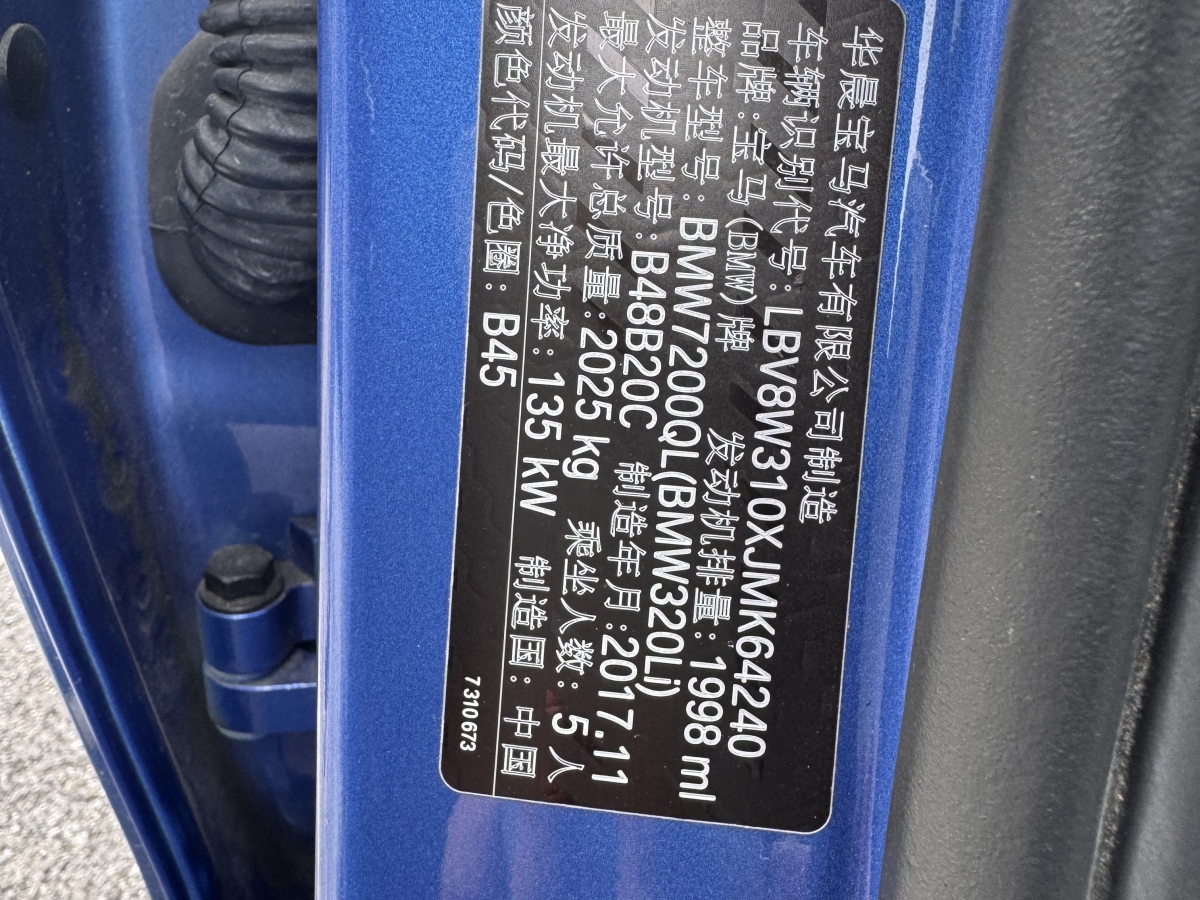 华晨宝马汽车有限公司制造
车辆识别代号:LBV8W310XJMK64240
品牌:宝马(BMW)牌 发动机排量:1998 ml
整车型号:BMW7200QL(BMW320Li)
发动机型号:B48B20C 制造年月:2017.11
最大允许总质量:2025 kg 乘坐人数:5人
发动机最大净功率:135 kW 制造国:中国
颜色代码/色圈:B45
7310673